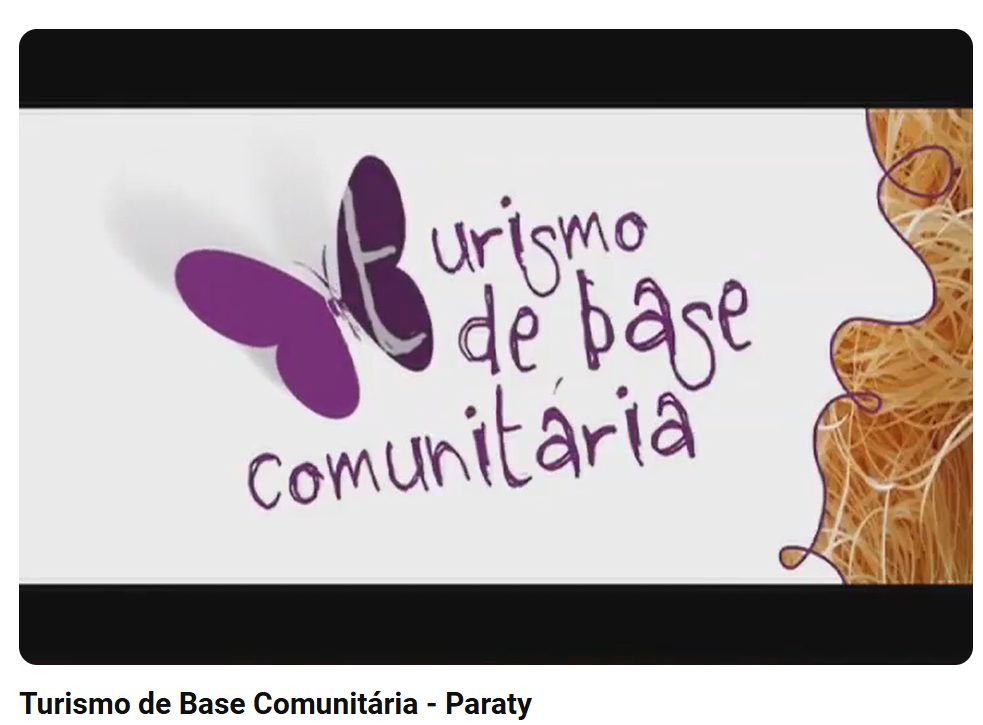 turismo
de base
comunitária
Turismo de Base Comunitária - Paraty